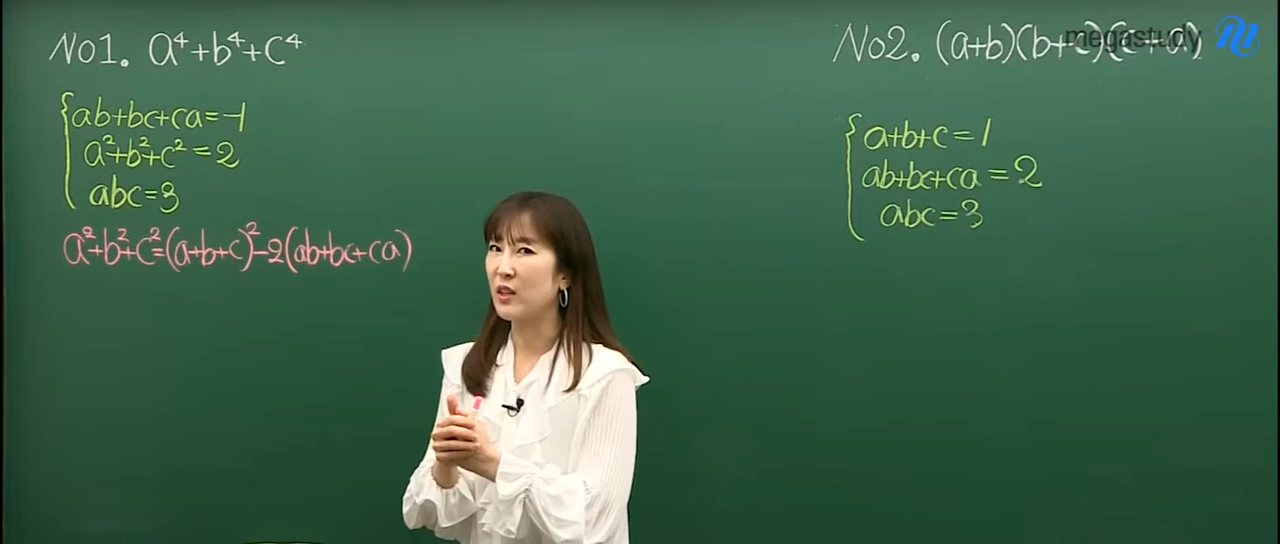 No1. a⁴+b⁴+c⁴
ab+bc+ca=-1
a²+b²+c²=2
abc=3
a²+b²+c²=(a+b+c)²-2(ab+bc+ca)
No2. (a+b)(b+c)(c+a)
megastudy
a+b+c=1
ab+bc+ca=2
abc=3